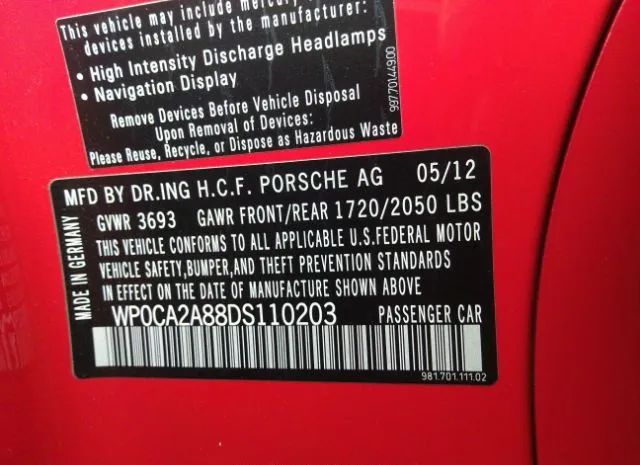 This vehicle may include mercury
devices installed by the manufacturer:
• High Intensity Discharge Headlamps
• Navigation Display
Remove Devices Before Vehicle Disposal
Upon Removal of Devices:
Please Reuse, Recycle, or Dispose as Hazardous Waste
997.701.449.00
MADE IN GERMANY
MFD BY DR.ING H.C.F. PORSCHE AG 05/12
GVWR 3693 GAWR FRONT/REAR 1720/2050 LBS
THIS VEHICLE CONFORMS TO ALL APPLICABLE U.S.FEDERAL MOTOR
VEHICLE SAFETY,BUMPER,AND THEFT PREVENTION STANDARDS
IN EFFECT ON THE DATE OF MANUFACTURE SHOWN ABOVE
WP0CA2A88DS110203 PASSENGER CAR
981.701.111.02